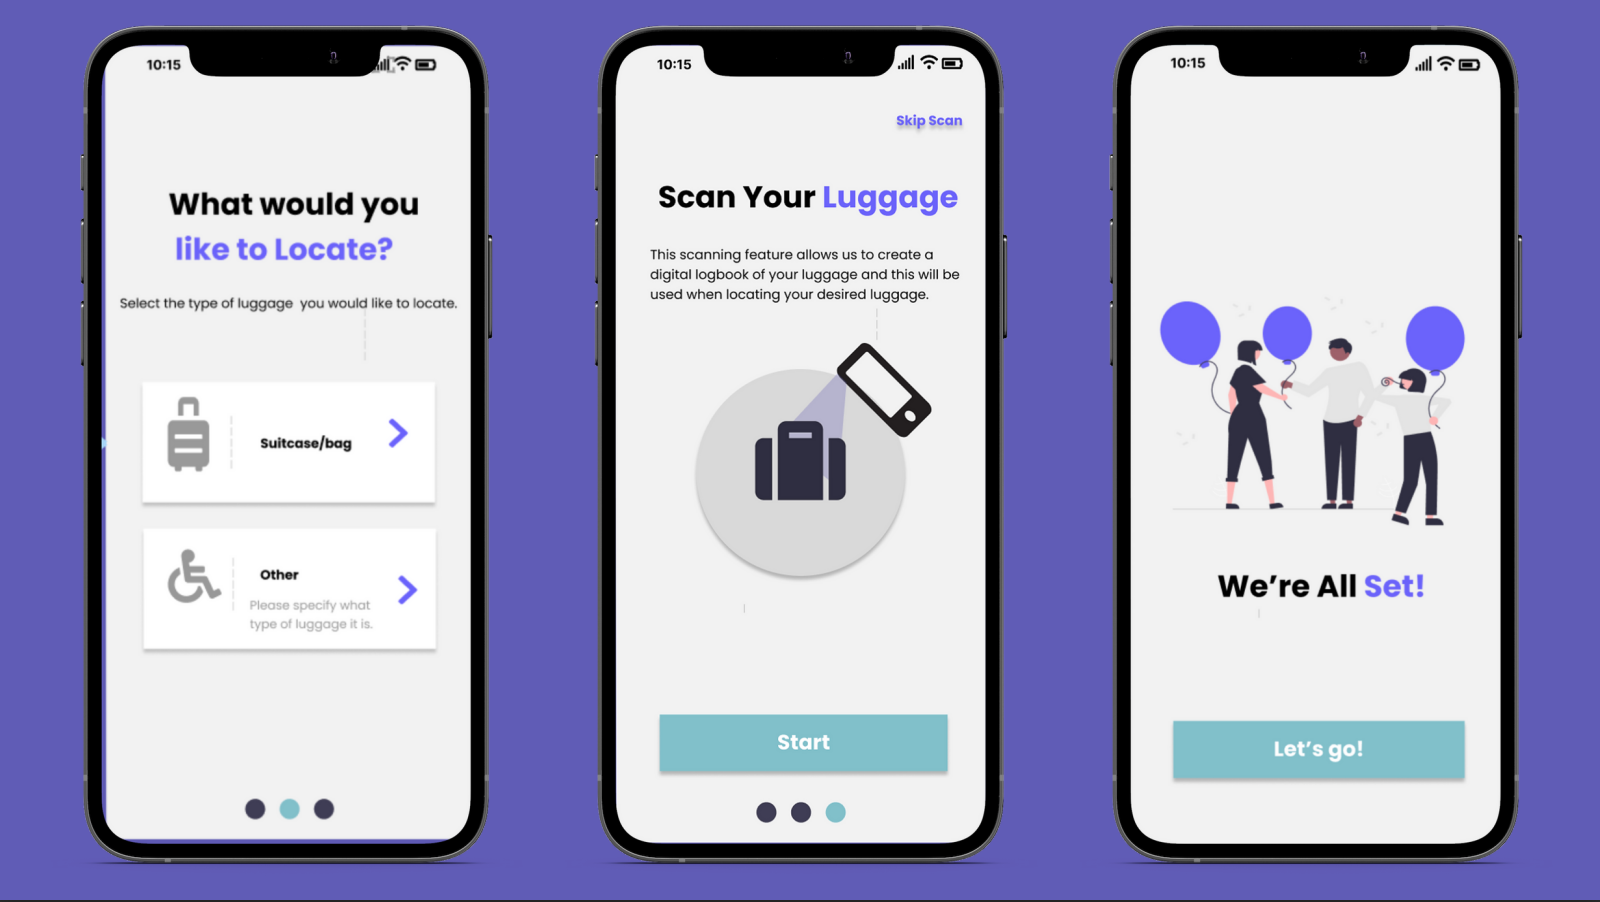 10:15
What would you
like to Locate?
Select the type of luggage you would like to locate.
Suitcase/bag
Other
Please specify what
type of luggage it is.
10:15
Skip Scan
Scan Your Luggage
This scanning feature allows us to create a
digital logbook of your luggage and this will be
used when locating your desired luggage.
Start
10:15
We're All Set!
Let's go!